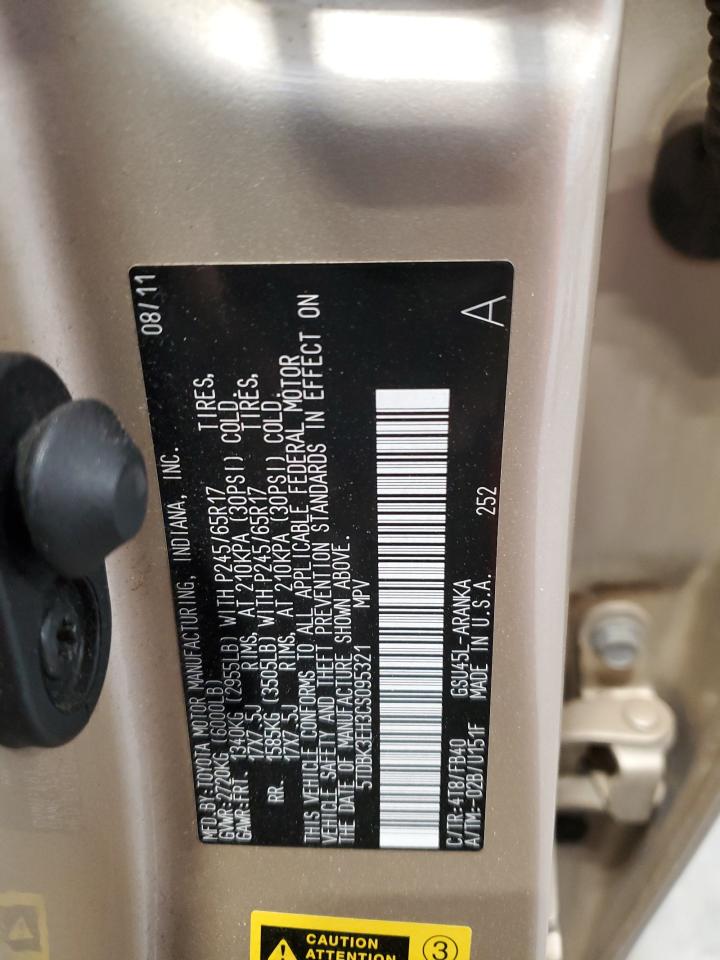 MFD.BY:TOYOTA MOTOR MANUFACTURING, INDIANA, INC. 08/11
GVWR:2720KG (6000LB)
GAWR:FRT. 1340KG (2955LB) WITH P245/65R17 TIRES,
17X7.5J RIMS, AT 210KPA (30PSI) COLD.
RR. 1585KG (3505LB) WITH P245/65R17 TIRES,
17X7.5J RIMS, AT 210KPA (30PSI) COLD.
THIS VEHICLE CONFORMS TO ALL APPLICABLE FEDERAL MOTOR
VEHICLE SAFETY AND THEFT PREVENTION STANDARDS IN EFFECT ON
THE DATE OF MANUFACTURE SHOWN ABOVE.
5TDBK3EH3CS095321 MPV
C/TR:4T8/FB40 GSU45L-ARANKA 252 A
A/TM:-02B/U151F MADE IN U.S.A.
CAUTION
ATTENTION
3